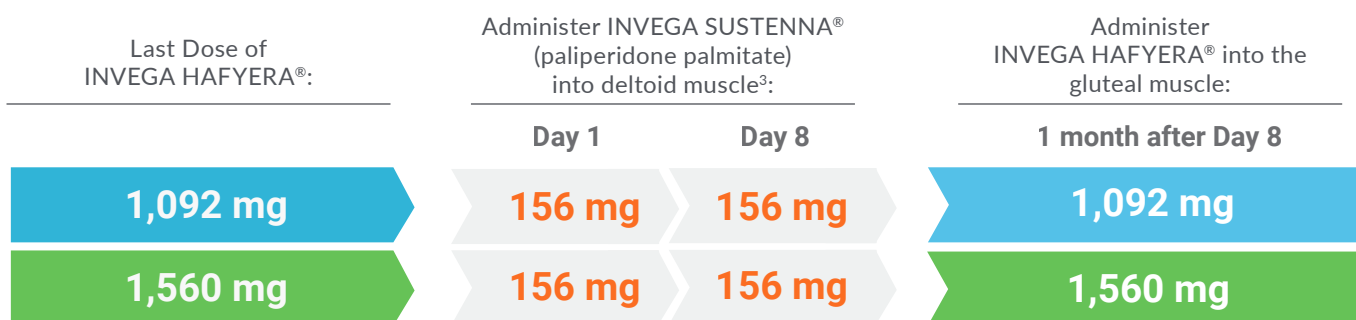 Last Dose of
INVEGA HAFYERA®:
Administer INVEGA SUSTENNA®
(paliperidone palmitate)
into deltoid muscle³:
Administer
INVEGA HAFYERA® into the
gluteal muscle:
Day 1
Day 8
1 month after Day 8
1,092 mg
156 mg
156 mg
1,092 mg
1,560 mg
156 mg
156 mg
1,560 mg